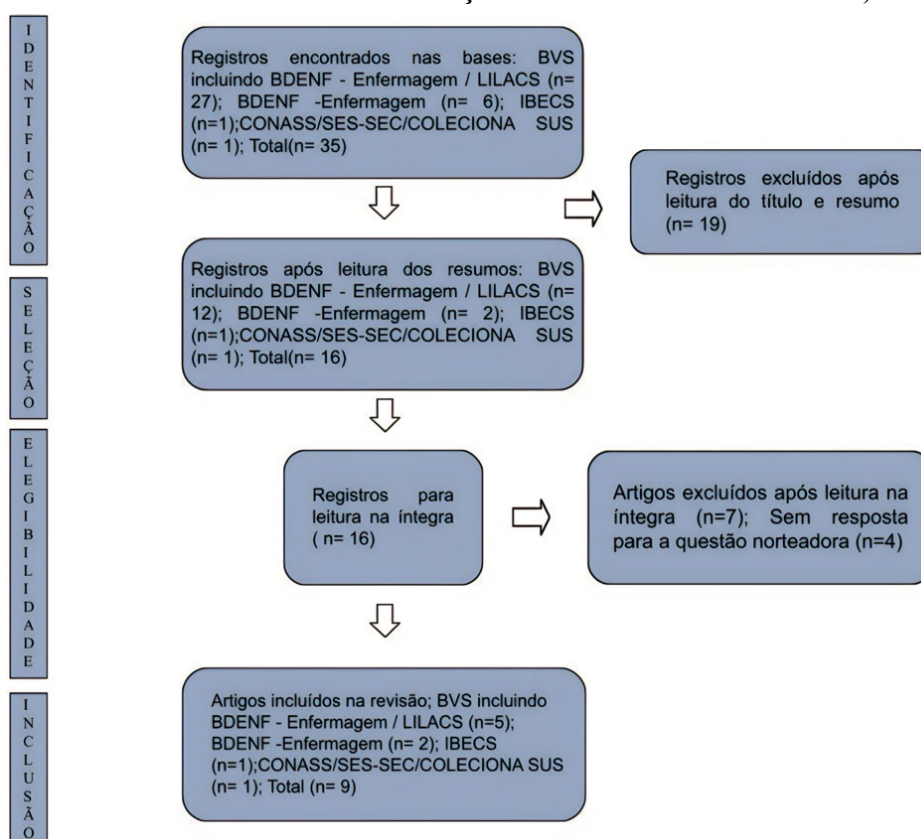 IDENTIFICAÇÃO
Registros encontrados nas bases: BVS
incluindo BDENF - Enfermagem / LILACS (n=
27); BDENF -Enfermagem (n= 6); IBECS
(n=1);CONASS/SES-SEC/COLECIONA SUS
(n= 1); Total(n= 35)
Registros excluídos após
leitura do título e resumo
(n= 19)
SELEÇÃO
Registros após leitura dos resumos: BVS
incluindo BDENF - Enfermagem / LILACS (n=
12); BDENF -Enfermagem (n= 2); IBECS
(n=1);CONASS/SES-SEC/COLECIONA SUS
(n= 1); Total(n= 16)
ELEGIBILIDADE
Registros para
leitura na íntegra
( n= 16)
Artigos excluídos após leitura na
íntegra (n=7); Sem resposta
para a questão norteadora (n=4)
INCLUSÃO
Artigos incluídos na revisão; BVS incluindo
BDENF - Enfermagem / LILACS (n=5);
BDENF -Enfermagem (n= 2); IBECS
(n=1);CONASS/SES-SEC/COLECIONA SUS
(n= 1); Total (n= 9)